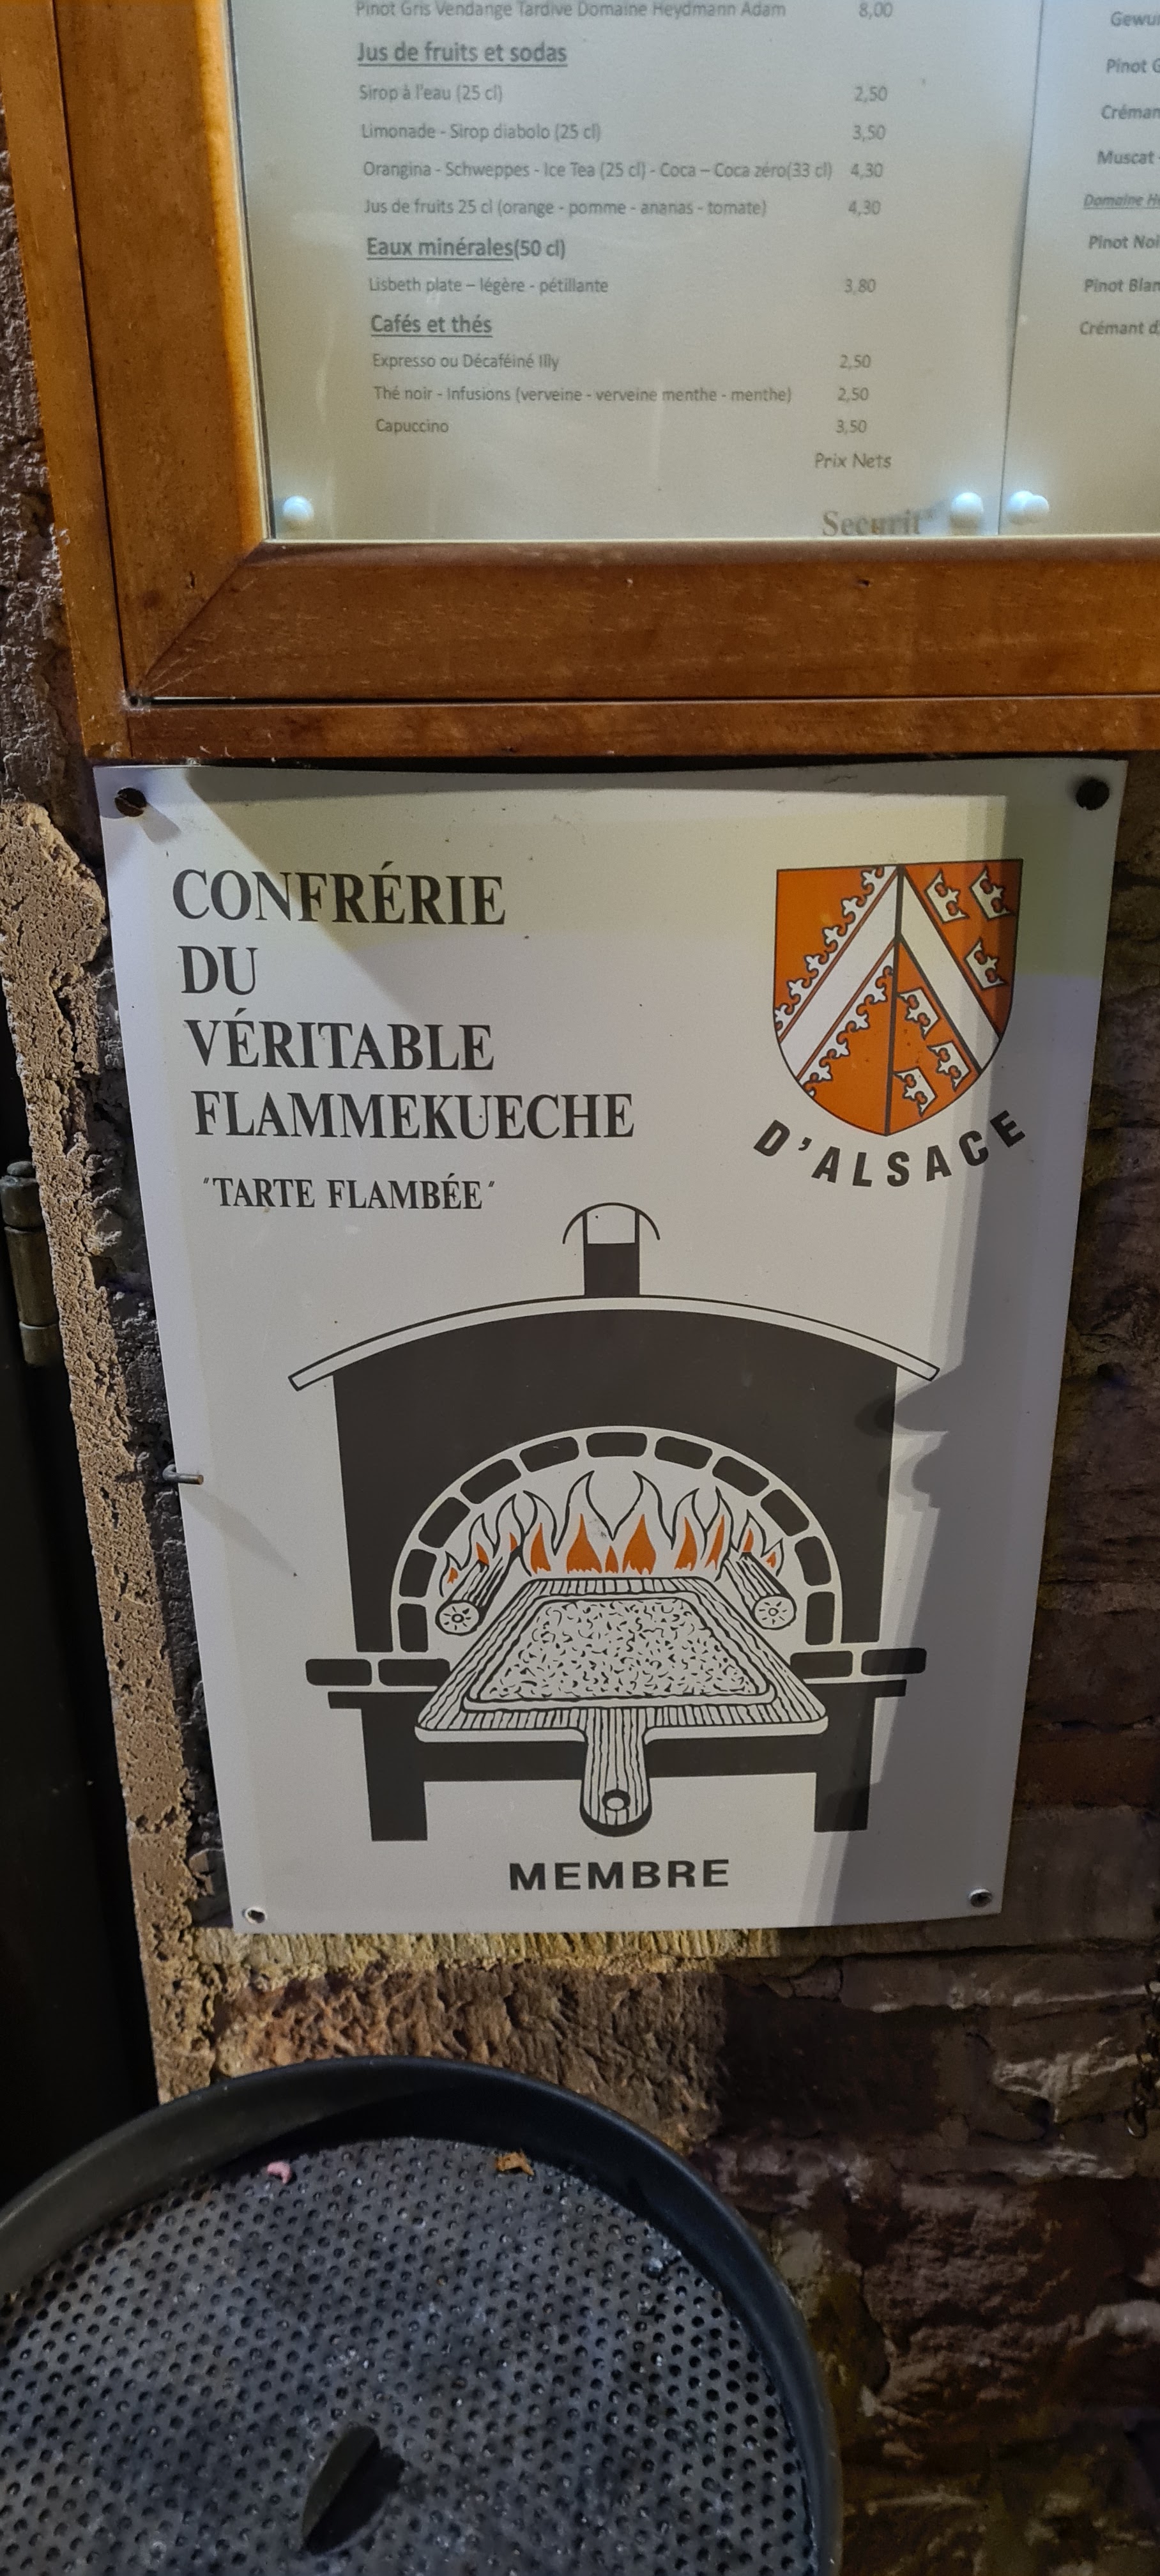 Pinot Gris Vendange Tardive Domaine Heydmann Adam 8,00
Jus de fruits et sodas
Sirop à l'eau (25 cl) 2,50
Limonade - Sirop diabolo (25 cl) 3,50
Orangina - Schweppes - Ice Tea (25 cl) - Coca – Coca zéro(33 cl) 4,30
Jus de fruits 25 cl (orange - pomme - ananas - tomate) 4,30
Eaux minérales(50 cl)
Lisbeth plate – légère - pétillante 3,80
Cafés et thés
Expresso ou Décaféiné Illy 2,50
Thé noir - Infusions (verveine - verveine menthe - menthe) 2,50
Capuccino 3,50
Prix Nets
Securit
Pinot
Muscat
Domaine
Pinot
Pinot
Crémant
CONFRÉRIE
DU
VÉRITABLE
FLAMMEKUECHE
"TARTE FLAMBÉE"
D'ALSACE
MEMBRE